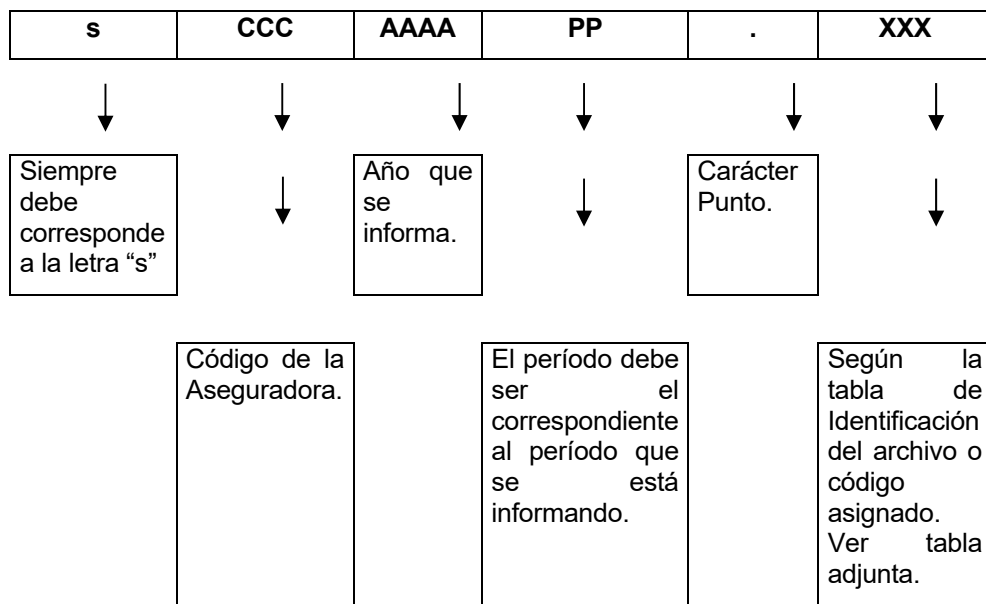 s CCC AAAA PP . XXX
Siempre
debe
corresponde
a la letra “s”
Año que
se
informa.
Carácter
Punto.
Código de la
Aseguradora.
El período debe
ser el
correspondiente
al período que
se está
informando.
Según la
tabla de
Identificación
del archivo o
código
asignado.
Ver tabla
adjunta.